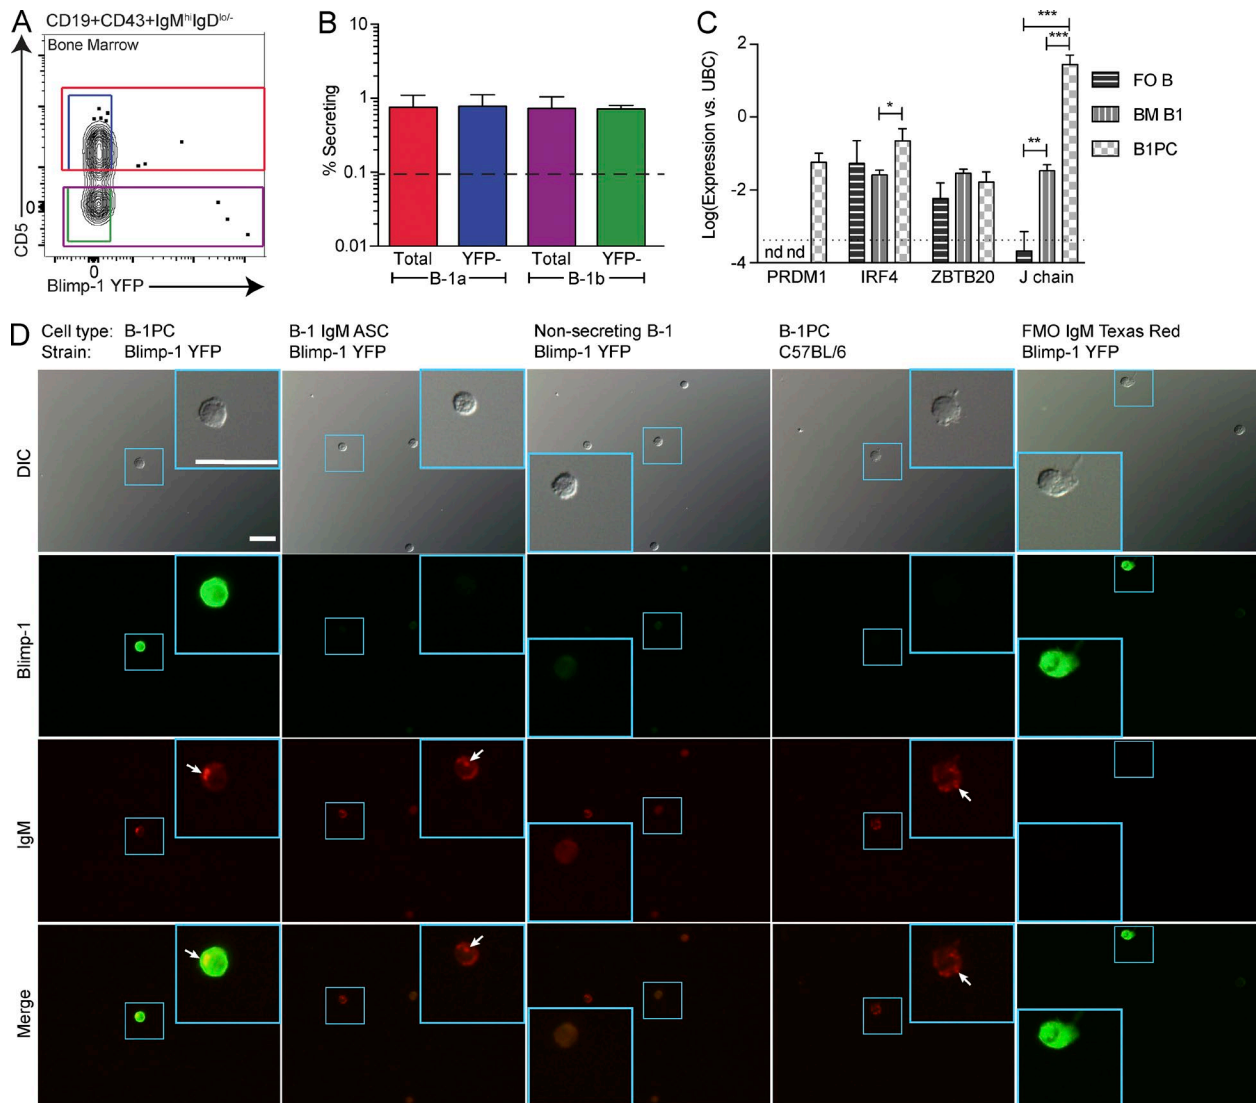 A
CD19+CD43+IgMhiIgDlo/-
Bone Marrow
CD5
0
0
Blimp-1 YFP
B
% Secreting
10
1
0.1
0.01
Total YFP- Total YFP-
B-1a B-1b
C
Log(Expression vs. UBC)
2
0
-2
-4
nd nd
*
**
***
***
PRDM1 IRF4 ZBTB20 J chain
FO B
BM B1
B1PC
D
Cell type: B-1PC B-1 IgM ASC Non-secreting B-1 B-1PC FMO IgM Texas Red
Strain: Blimp-1 YFP Blimp-1 YFP Blimp-1 YFP C57BL/6 Blimp-1 YFP
DIC
Blimp-1
IgM
Merge